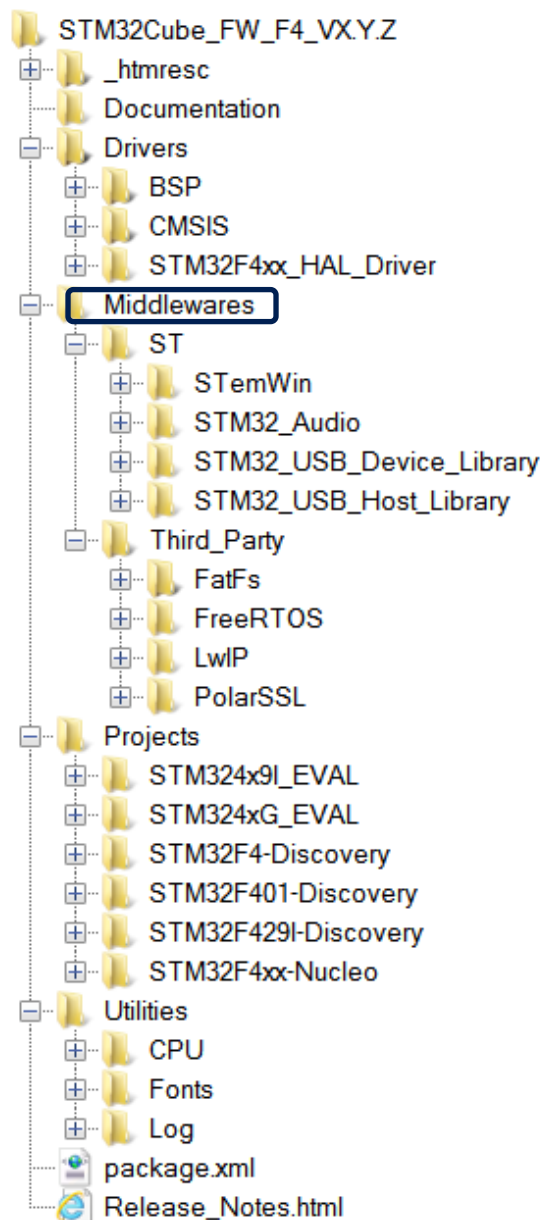 STM32Cube_FW_F4_VX.Y.Z
_htmresc
Documentation
Drivers
BSP
CMSIS
STM32F4xx_HAL_Driver
Middlewares
ST
STemWin
STM32_Audio
STM32_USB_Device_Library
STM32_USB_Host_Library
Third_Party
FatFs
FreeRTOS
LwIP
PolarSSL
Projects
STM324x9I_EVAL
STM324xG_EVAL
STM32F4-Discovery
STM32F401-Discovery
STM32F429I-Discovery
STM32F4xx-Nucleo
Utilities
CPU
Fonts
Log
package.xml
Release_Notes.html